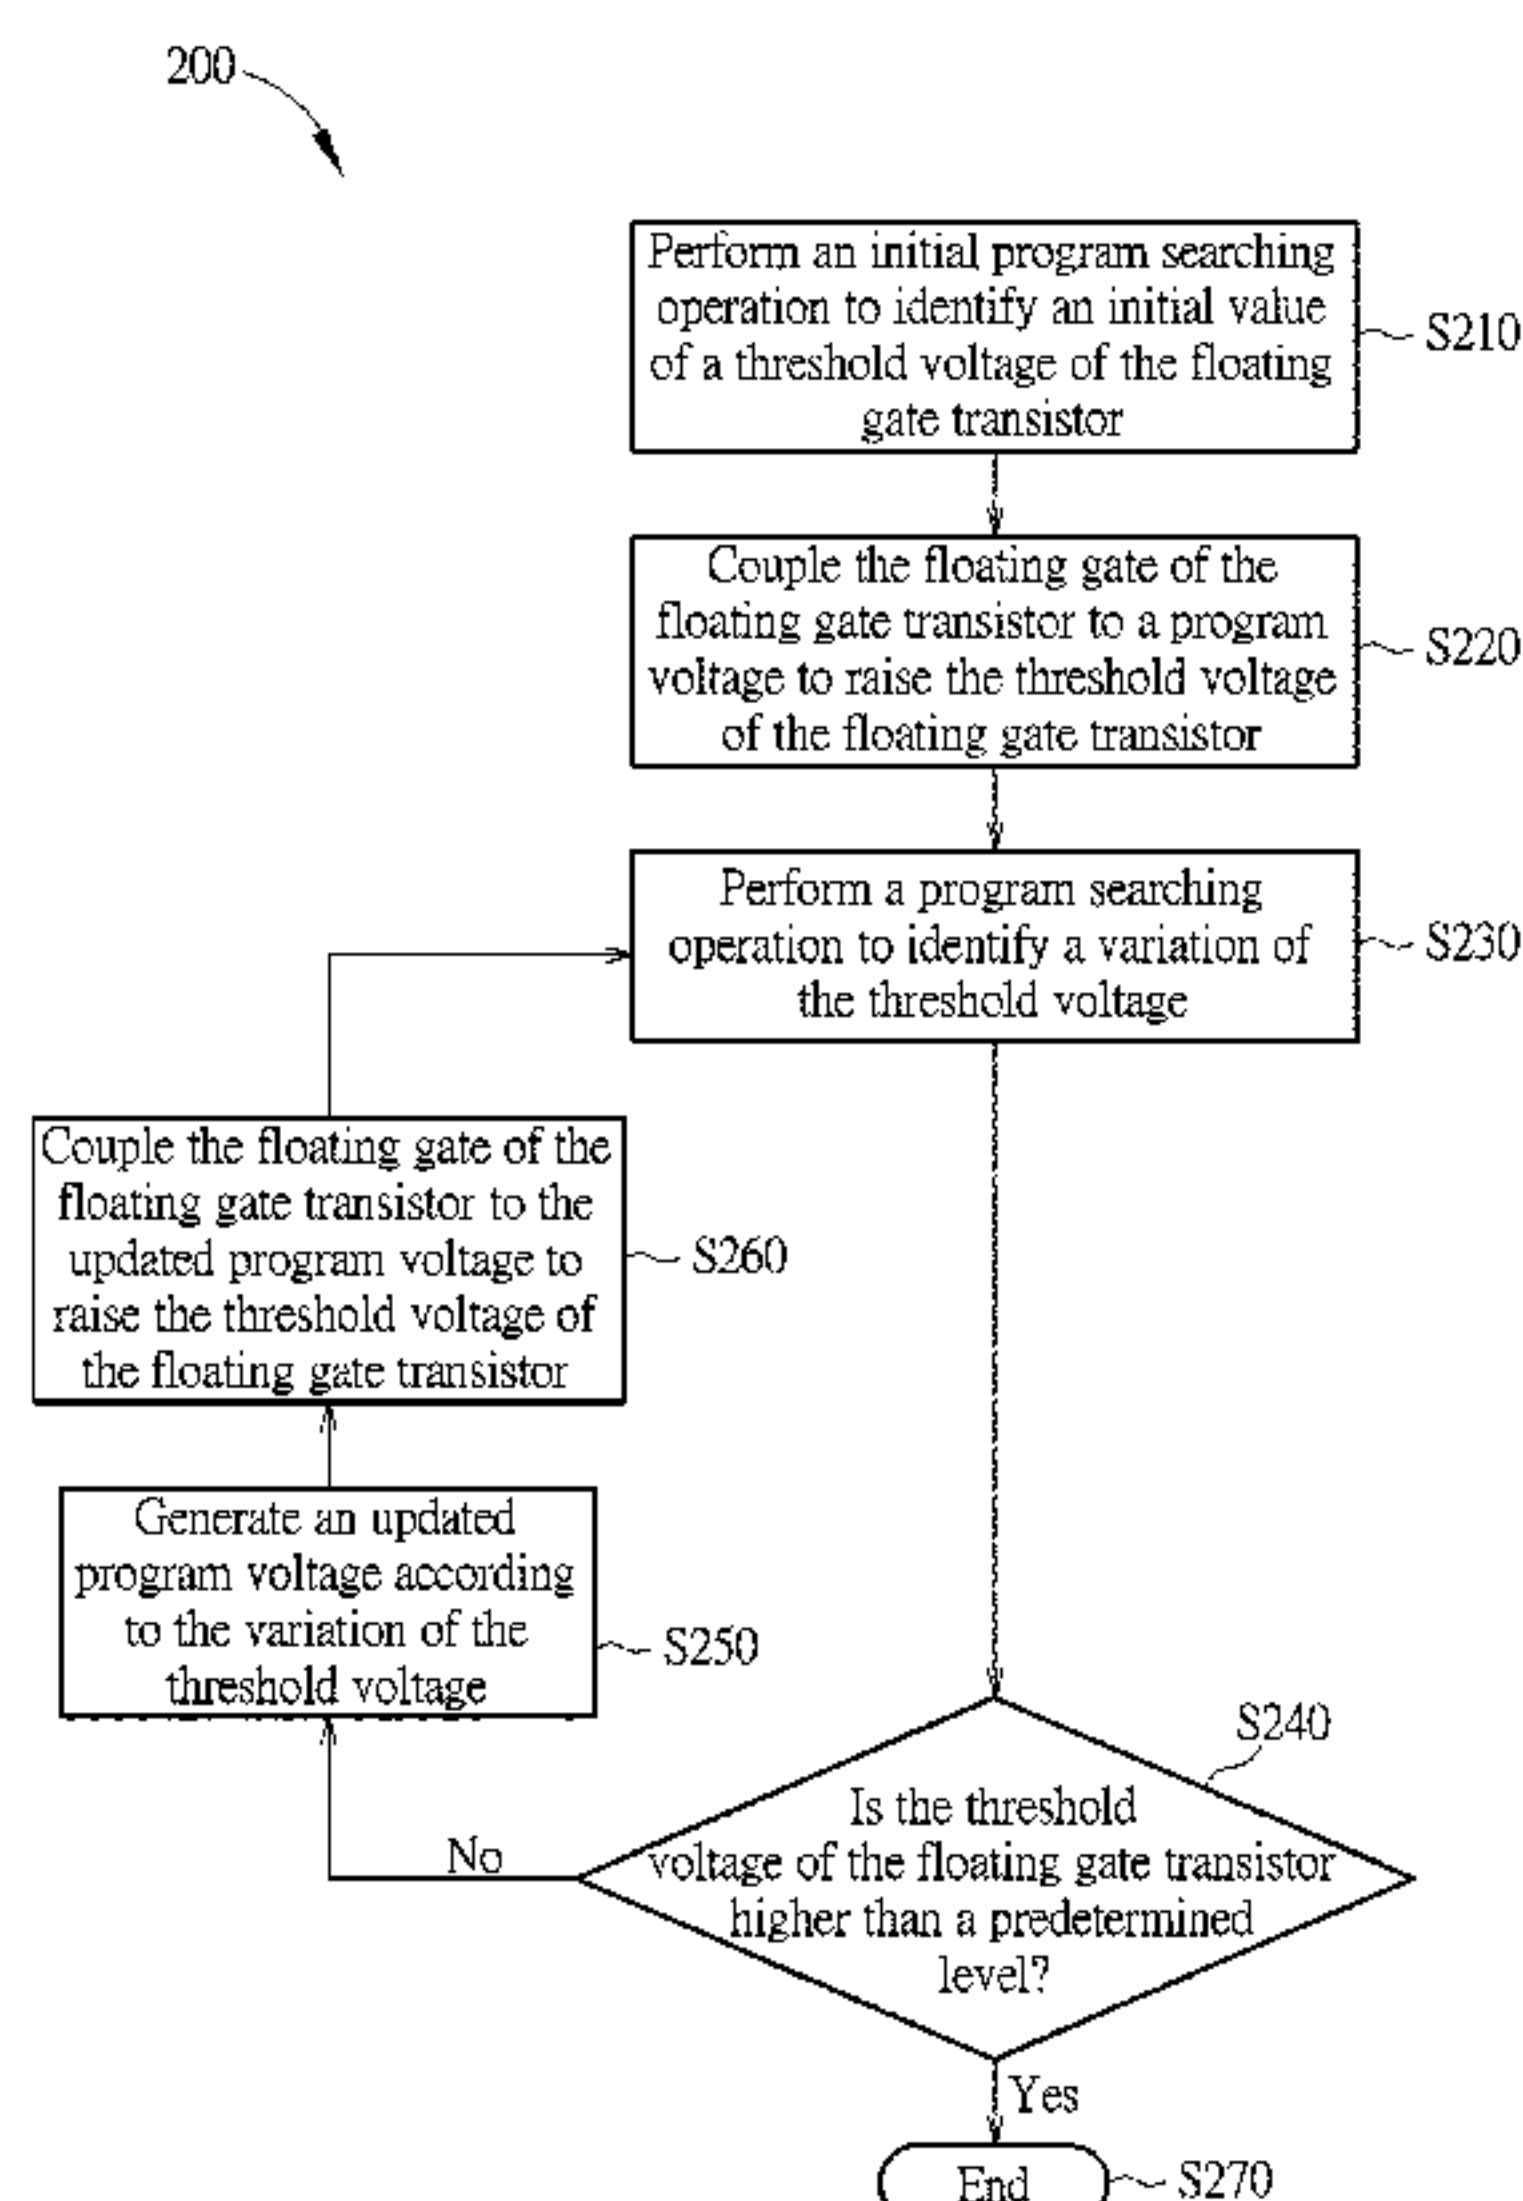 200
Perform an initial program searching
operation to identify an initial value
of a threshold voltage of the floating
gate transistor
S210
Couple the floating gate of the
floating gate transistor to a program
voltage to raise the threshold voltage
of the floating gate transistor
S220
Perform a program searching
operation to identify a variation of
the threshold voltage
S230
Couple the floating gate of the
floating gate transistor to the
updated program voltage to
raise the threshold voltage of
the floating gate transistor
S260
Generate an updated
program voltage according
to the variation of the
threshold voltage
S250
S240
Is the threshold
voltage of the floating gate transistor
higher than a predetermined
level?
No
Yes
End
S270